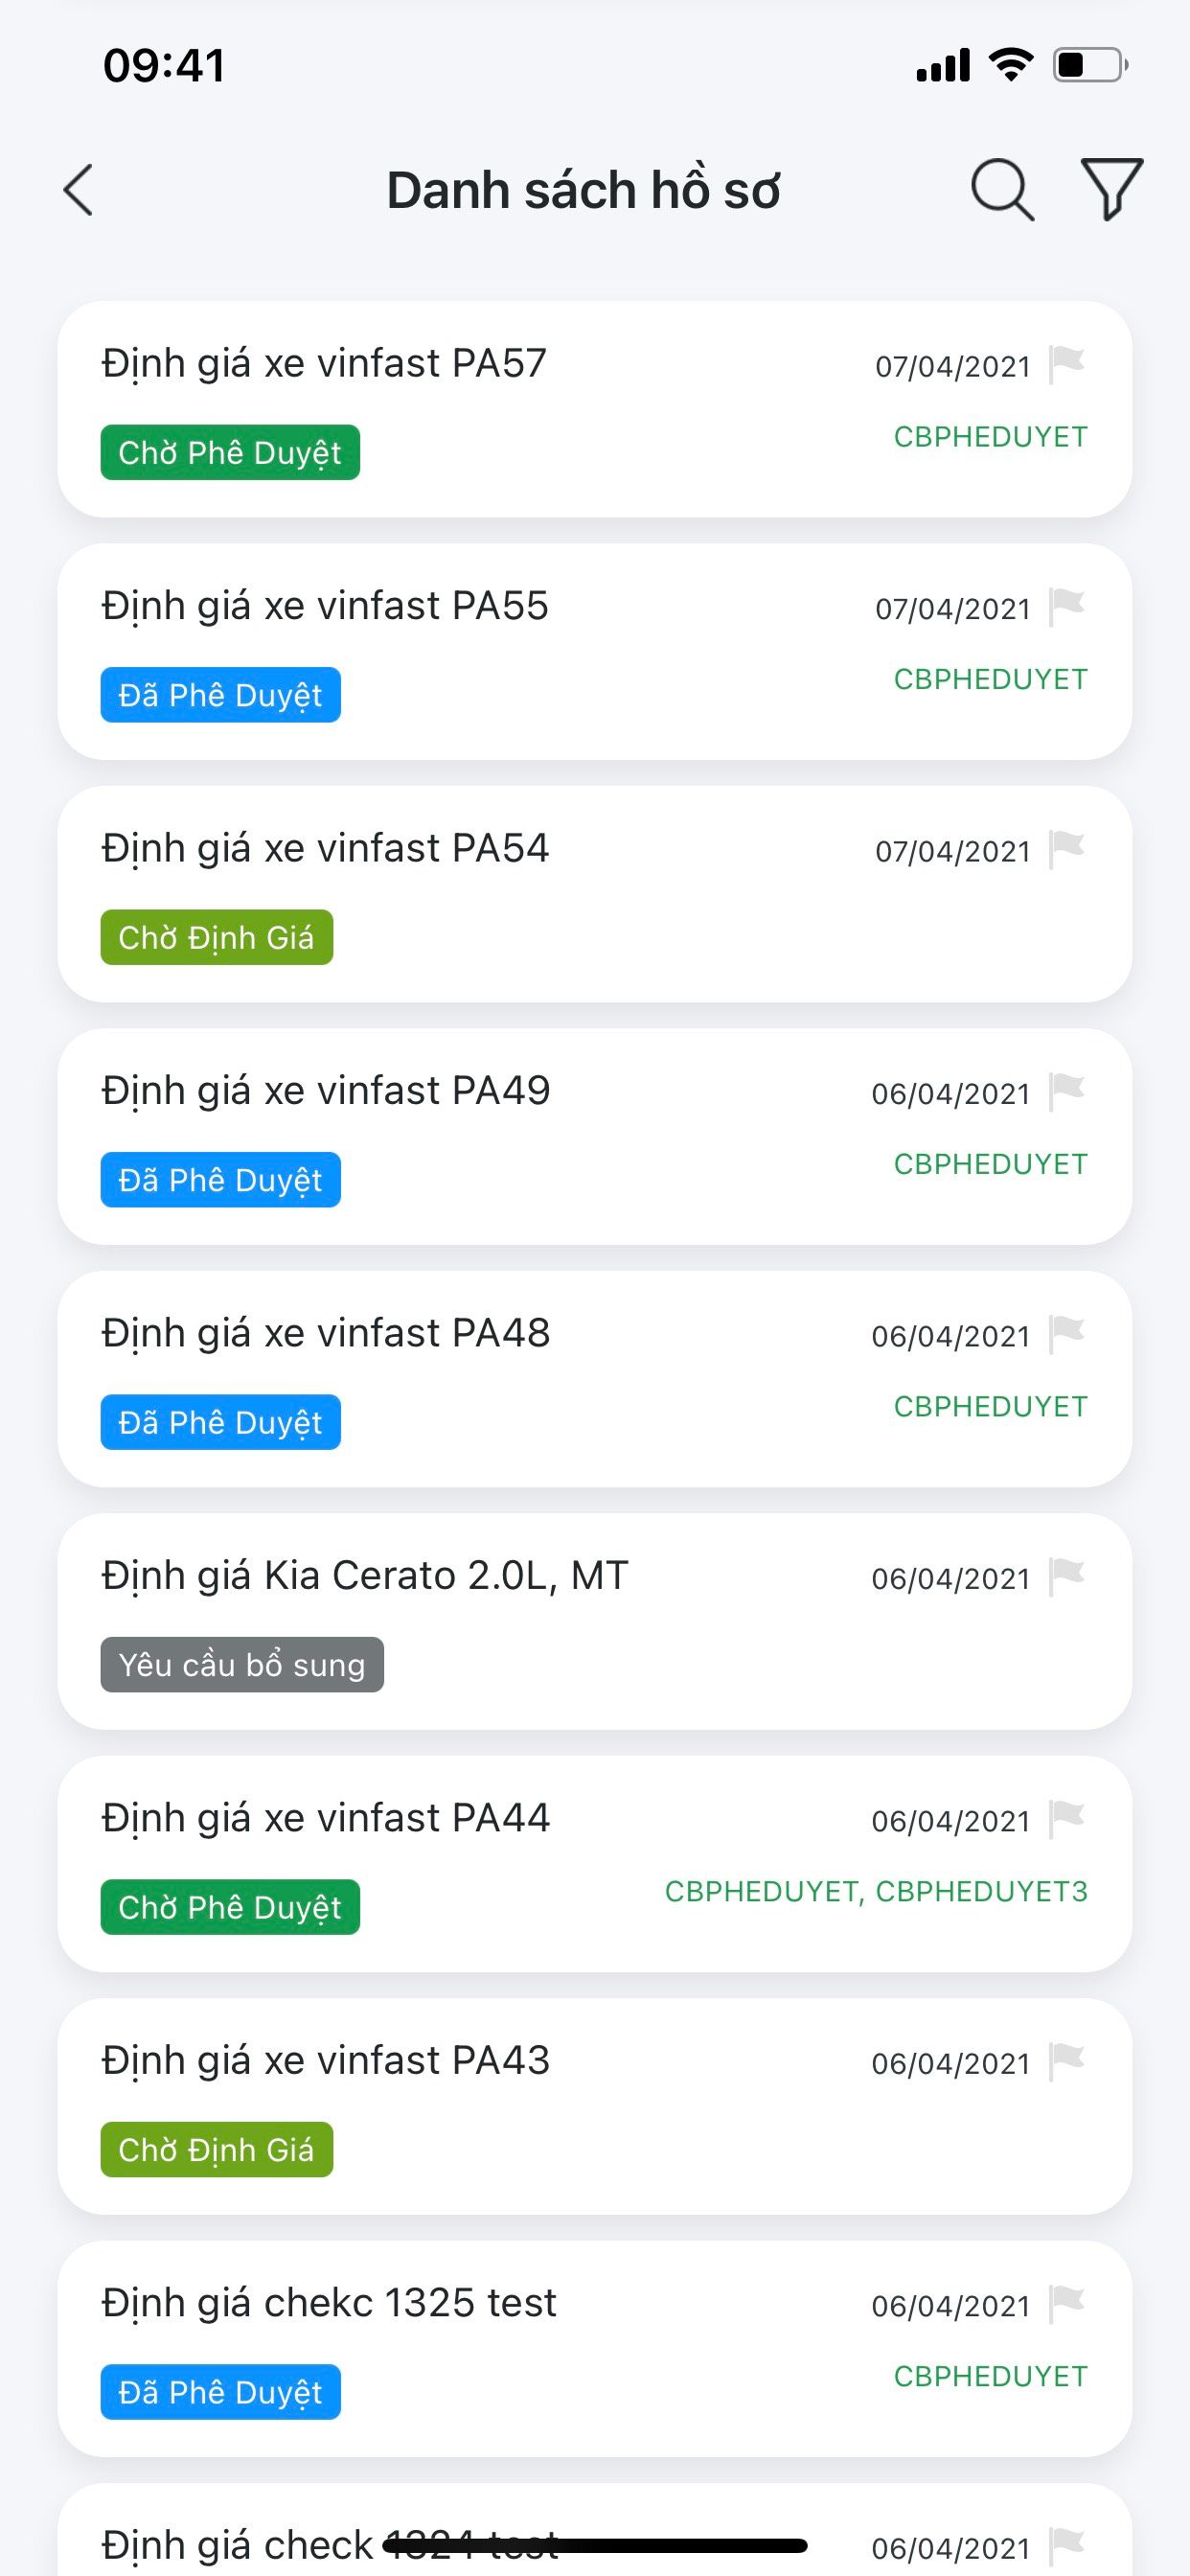 09:41
Danh sách hồ sơ
Định giá xe vinfast PA57 07/04/2021
Chờ Phê Duyệt CBPHEDUYET
Định giá xe vinfast PA55 07/04/2021
Đã Phê Duyệt CBPHEDUYET
Định giá xe vinfast PA54 07/04/2021
Chờ Định Giá
Định giá xe vinfast PA49 06/04/2021
Đã Phê Duyệt CBPHEDUYET
Định giá xe vinfast PA48 06/04/2021
Đã Phê Duyệt CBPHEDUYET
Định giá Kia Cerato 2.0L, MT 06/04/2021
Yêu cầu bổ sung
Định giá xe vinfast PA44 06/04/2021
Chờ Phê Duyệt CBPHEDUYET, CBPHEDUYET3
Định giá xe vinfast PA43 06/04/2021
Chờ Định Giá
Định giá chekc 1325 test 06/04/2021
Đã Phê Duyệt CBPHEDUYET
Định giá check 1324 test 06/04/2021